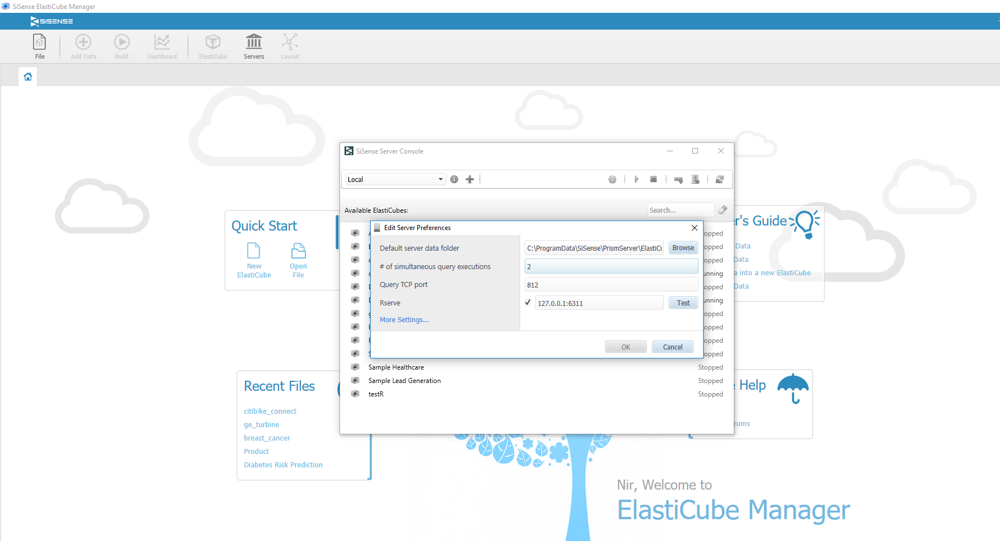 SiSense ElastiCube Manager
SISENSE
File
Add Data
Build
Dashboard
ElastiCube
Servers
Layout
SiSense Server Console
Local
Available ElastiCubes:
Search...
Edit Server Preferences
Default server data folder
C:\ProgramData\SiSense\PrismServer\ElastiCu
Browse
# of simultaneous query executions
2
Query TCP port
812
Rserve
127.0.0.1:6311
Test
More Settings...
OK
Cancel
opped
opped
opped
unning
opped
unning
opped
opped
opped
opped
Sample Healthcare
Stopped
Sample Lead Generation
Stopped
testR
Stopped
Quick Start
New
ElastiCube
Open
File
r's Guide
Data
Data
a into a new ElastiCube
Data
Recent Files
citibike_connect
ge_turbine
breast_cancer
Product
Diabetes Risk Prediction
Help
rums
Nir, Welcome to
ElastiCube Manager